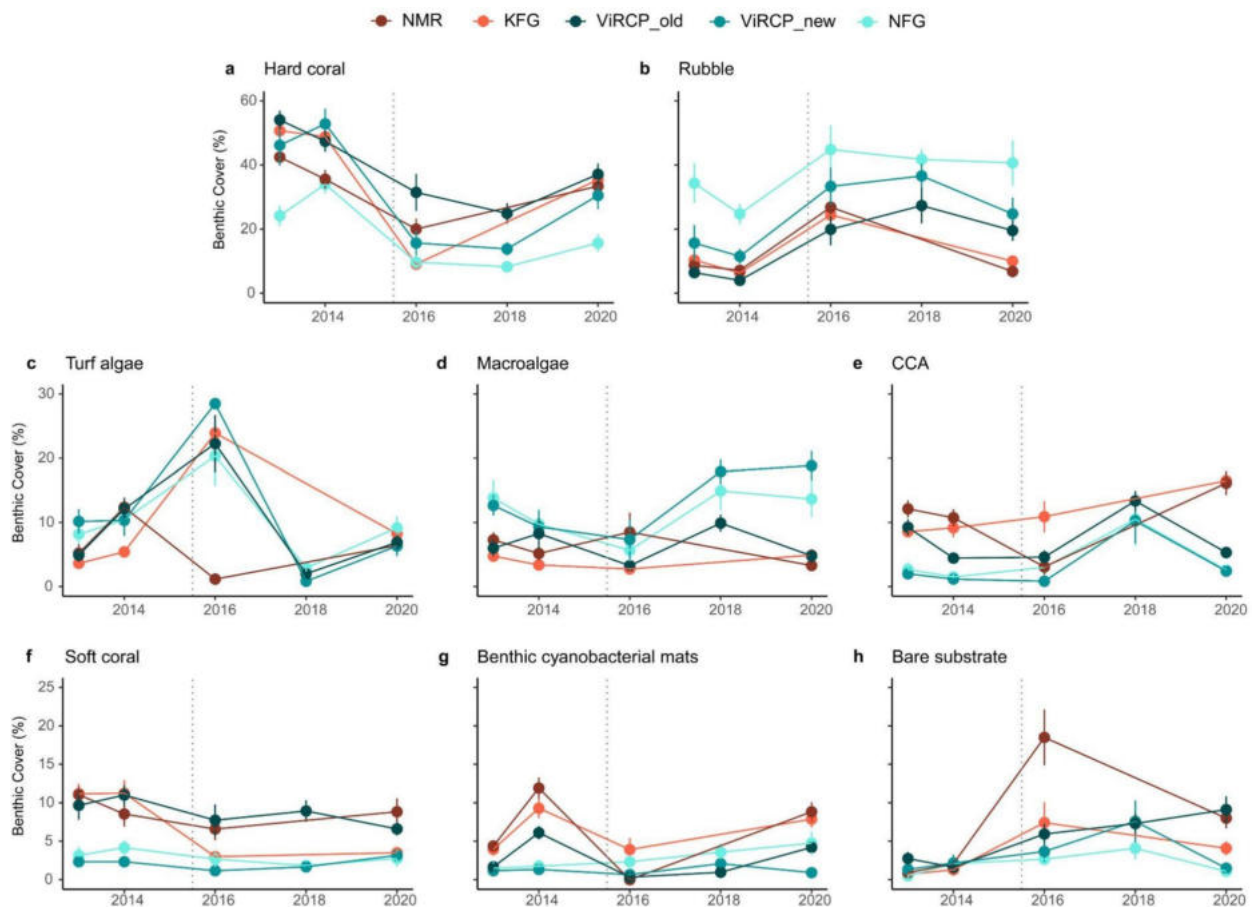 NMR KFG ViRCP_old ViRCP_new NFG
a Hard coral
b Rubble
Benthic Cover (%)
60
40
20
0
2014 2016 2018 2020
2014 2016 2018 2020
c Turf algae
d Macroalgae
e CCA
Benthic Cover (%)
30
20
10
0
2014 2016 2018 2020
2014 2016 2018 2020
2014 2016 2018 2020
f Soft coral
g Benthic cyanobacterial mats
h Bare substrate
Benthic Cover (%)
25
20
15
10
5
0
2014 2016 2018 2020
2014 2016 2018 2020
2014 2016 2018 2020